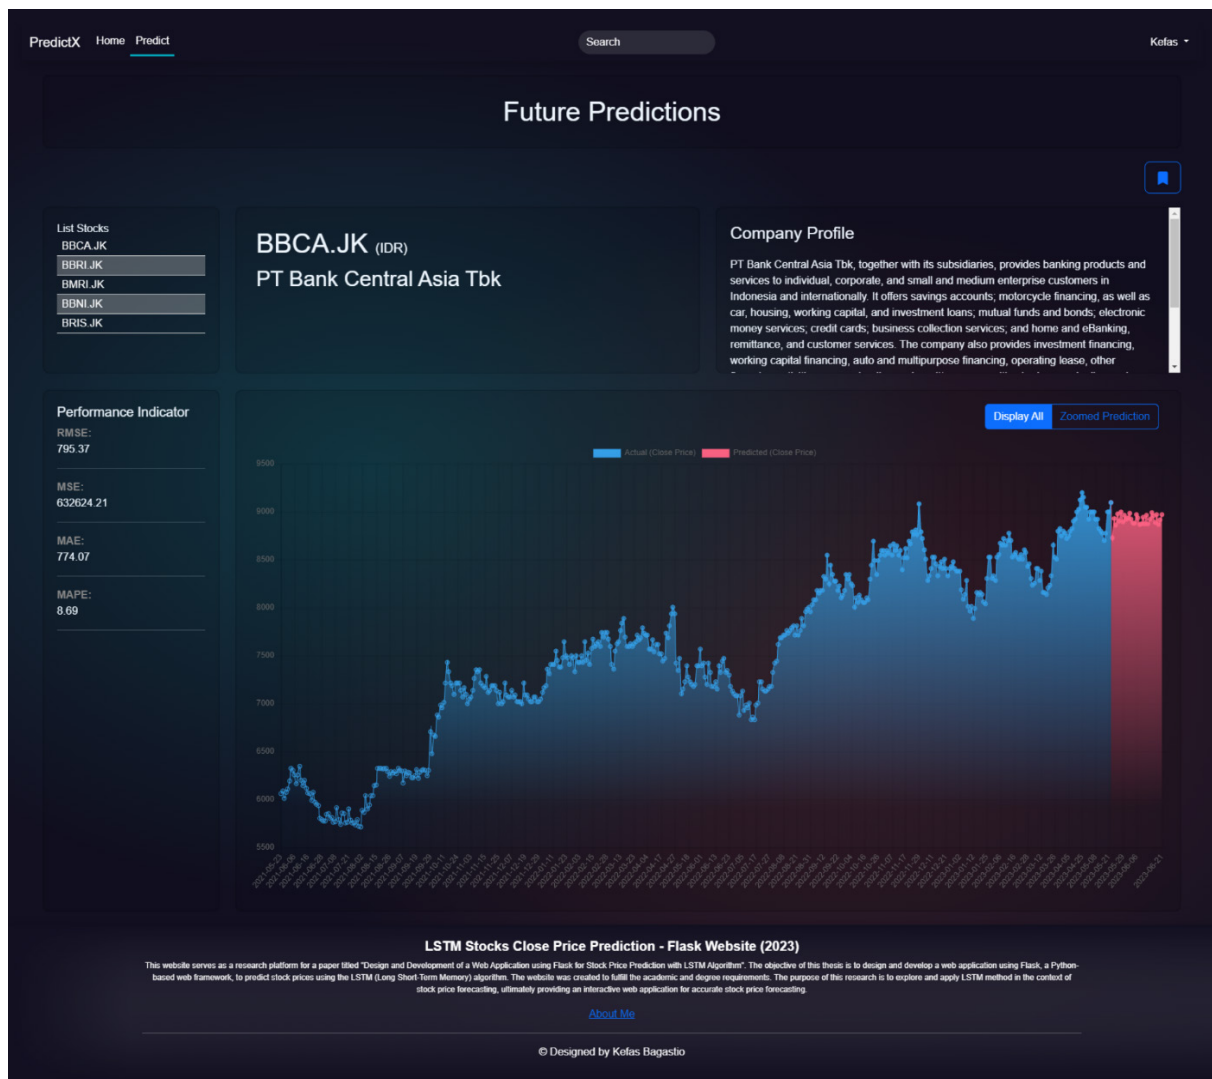 PredictX Home Predict Search Kefas
Future Predictions
List Stocks
BBCA.JK
BBRI.JK
BMRI.JK
BBNI.JK
BRIS.JK
BBCA.JK (IDR)
PT Bank Central Asia Tbk
Company Profile
PT Bank Central Asia Tbk, together with its subsidiaries, provides banking products and
services to individual, corporate, and small and medium enterprise customers in
Indonesia and internationally. It offers savings accounts; motorcycle financing, as well as
car, housing, working capital, and investment loans; mutual funds and bonds; electronic
money services; credit cards; business collection services; and home and eBanking,
remittance, and customer services. The company also provides investment financing,
working capital financing, auto and multipurpose financing, operating lease, other
Performance Indicator
RMSE:
795.37
MSE:
632624.21
MAE:
774.07
MAPE:
8.69
Display All Zoomed Prediction
Actual (Close Price) Predicted (Close Price)
9500
9000
8500
8000
7500
7000
6500
6000
5500
LSTM Stocks Close Price Prediction - Flask Website (2023)
This website serves as a research platform for a paper titled "Design and Development of a Web Application using Flask for Stock Price Prediction with LSTM Algorithm". The objective of this thesis is to design and develop a web application using Flask, a Python-
based web framework, to predict stock prices using the LSTM (Long Short-Term Memory) algorithm. The website was created to fulfill the academic and degree requirements. The purpose of this research is to explore and apply LSTM method in the context of
stock price forecasting, ultimately providing an interactive web application for accurate stock price forecasting.
About Me
© Designed by Kefas Bagastio